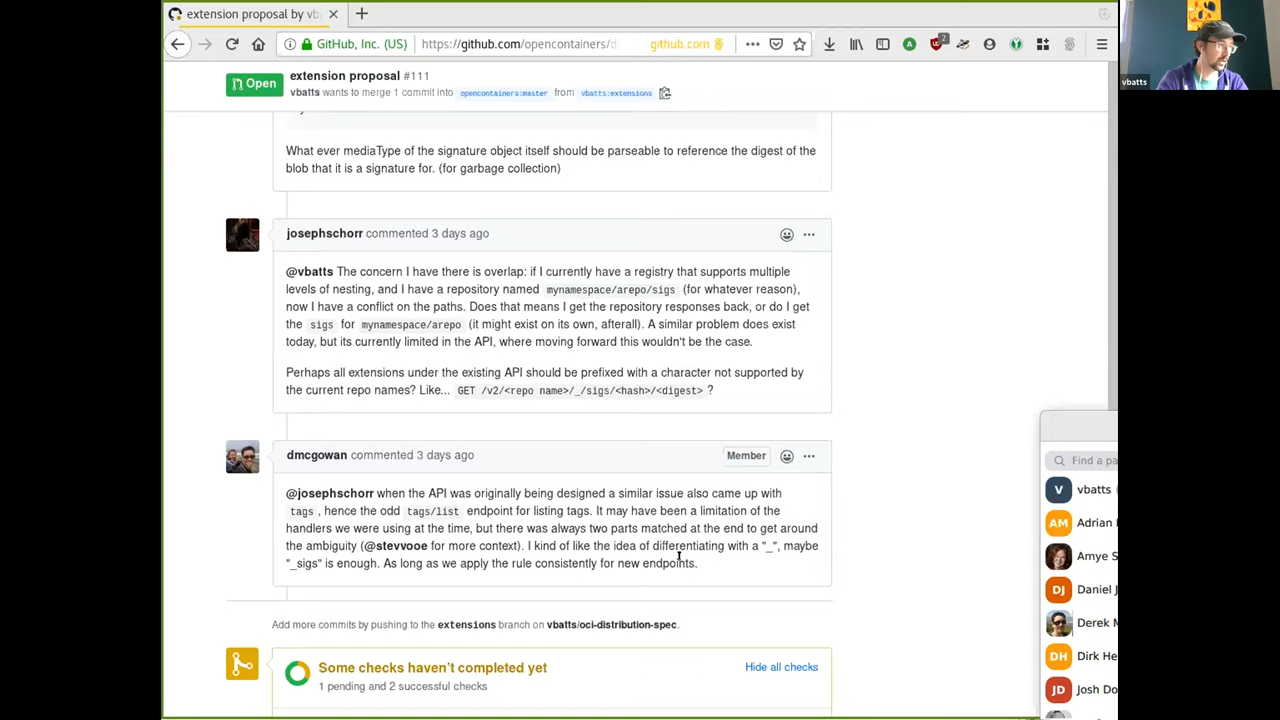 extension proposal by vb
GitHub, Inc. (US)
https://github.com/opencontainers/d
github.com
2
vbatts
Open
extension proposal #111
vbatts wants to merge 1 commit into opencontainers:master from vbatts:extensions
What ever mediaType of the signature object itself should be parseable to reference the digest of the
blob that it is a signature for. (for garbage collection)
josephschorr commented 3 days ago
@vbatts The concern I have there is overlap: if I currently have a registry that supports multiple
levels of nesting, and I have a repository named mynamespace/arepo/sigs (for whatever reason),
now I have a conflict on the paths. Does that means I get the repository responses back, or do I get
the sigs for mynamespace/arepo (it might exist on its own, afterall). A similar problem does exist
today, but its currently limited in the API, where moving forward this wouldn't be the case.
Perhaps all extensions under the existing API should be prefixed with a character not supported by
the current repo names? Like... GET /v2/<repo name>/_/sigs/<hash>/<digest> ?
dmcgowan commented 3 days ago
Member
@josephschorr when the API was originally being designed a similar issue also came up with
tags , hence the odd tags/list endpoint for listing tags. It may have been a limitation of the
handlers we were using at the time, but there was always two parts matched at the end to get around
the ambiguity (@stevvooe for more context). I kind of like the idea of differentiating with a "_", maybe
"_sigs" is enough. As long as we apply the rule consistently for new endpoints.
Add more commits by pushing to the extensions branch on vbatts/oci-distribution-spec.
Some checks haven't completed yet
Hide all checks
1 pending and 2 successful checks
Find a pa
V vbatts (
AM Adrian
Amye S
DJ Daniel J
Derek M
DH Dirk He
JD Josh Do